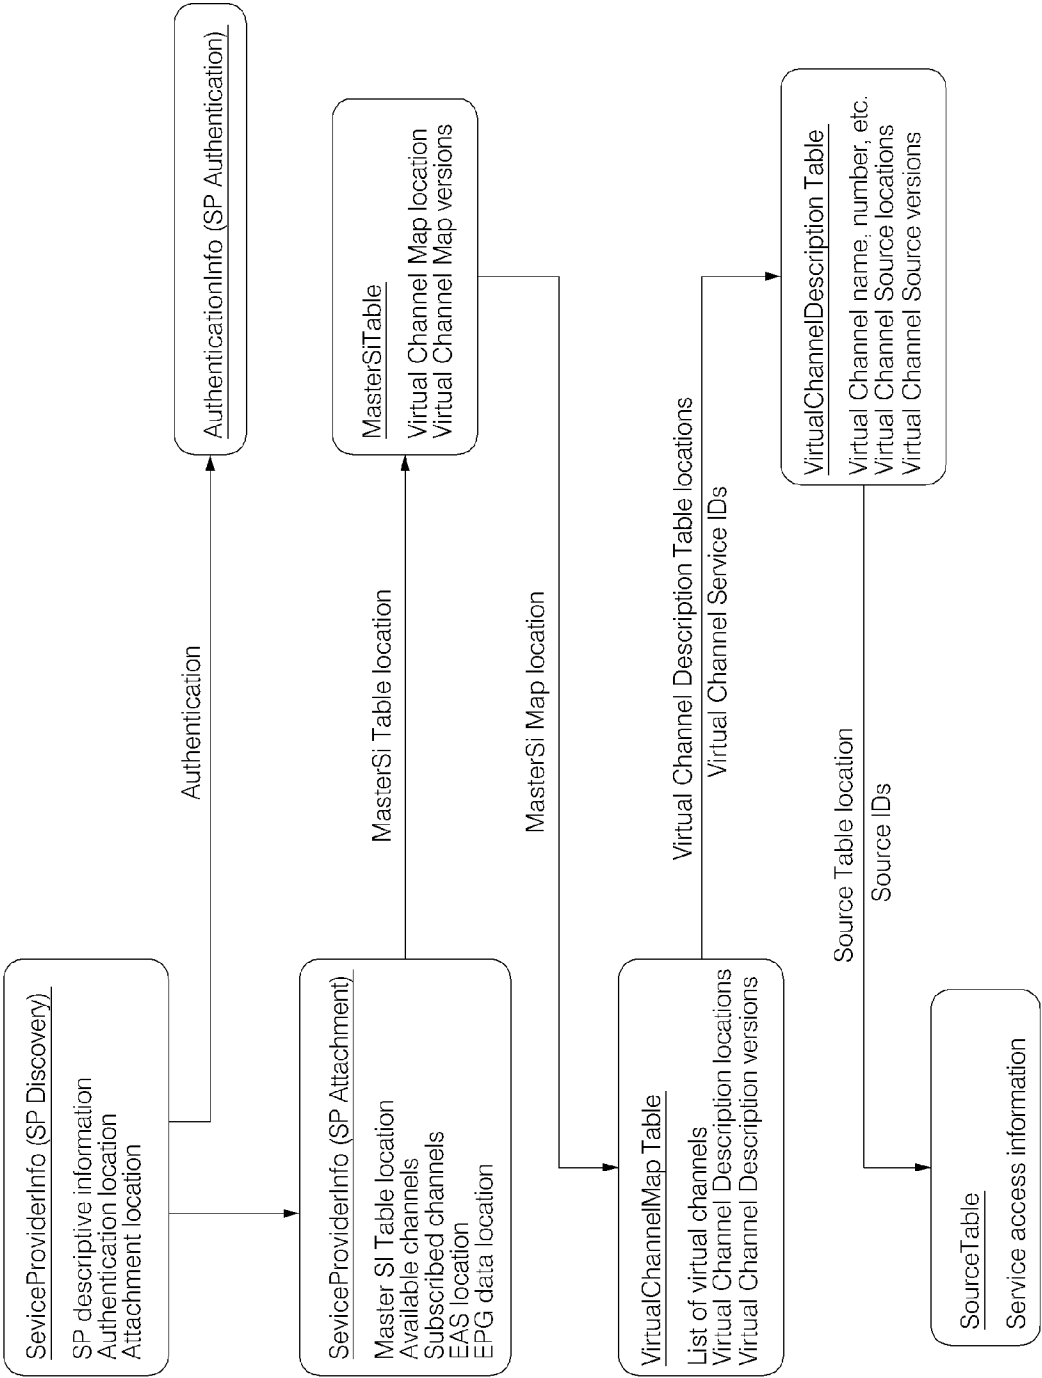 SeviceProviderInfo (SP Discovery)
SP descriptive information
Authentication location
Attachment location
Authentication
AuthenticationInfo (SP Authentication)
SeviceProviderInfo (SP Attachment)
Master SI Table location
Available channels
Subscribed channels
EAS location
EPG data location
MasterSi Table location
MasterSiTable
Virtual Channel Map location
Virtual Channel Map versions
MasterSi Map location
VirtualChannelMap Table
List of virtual channels
Virtual Channel Description locations
Virtual Channel Description versions
Virtual Channel Description Table locations
Virtual Channel Service IDs
VirtualChannelDescription Table
Virtual Channel name, number, etc.
Virtual Channel Source locations
Virtual Channel Source versions
Source Table location
Source IDs
SourceTable
Service access information